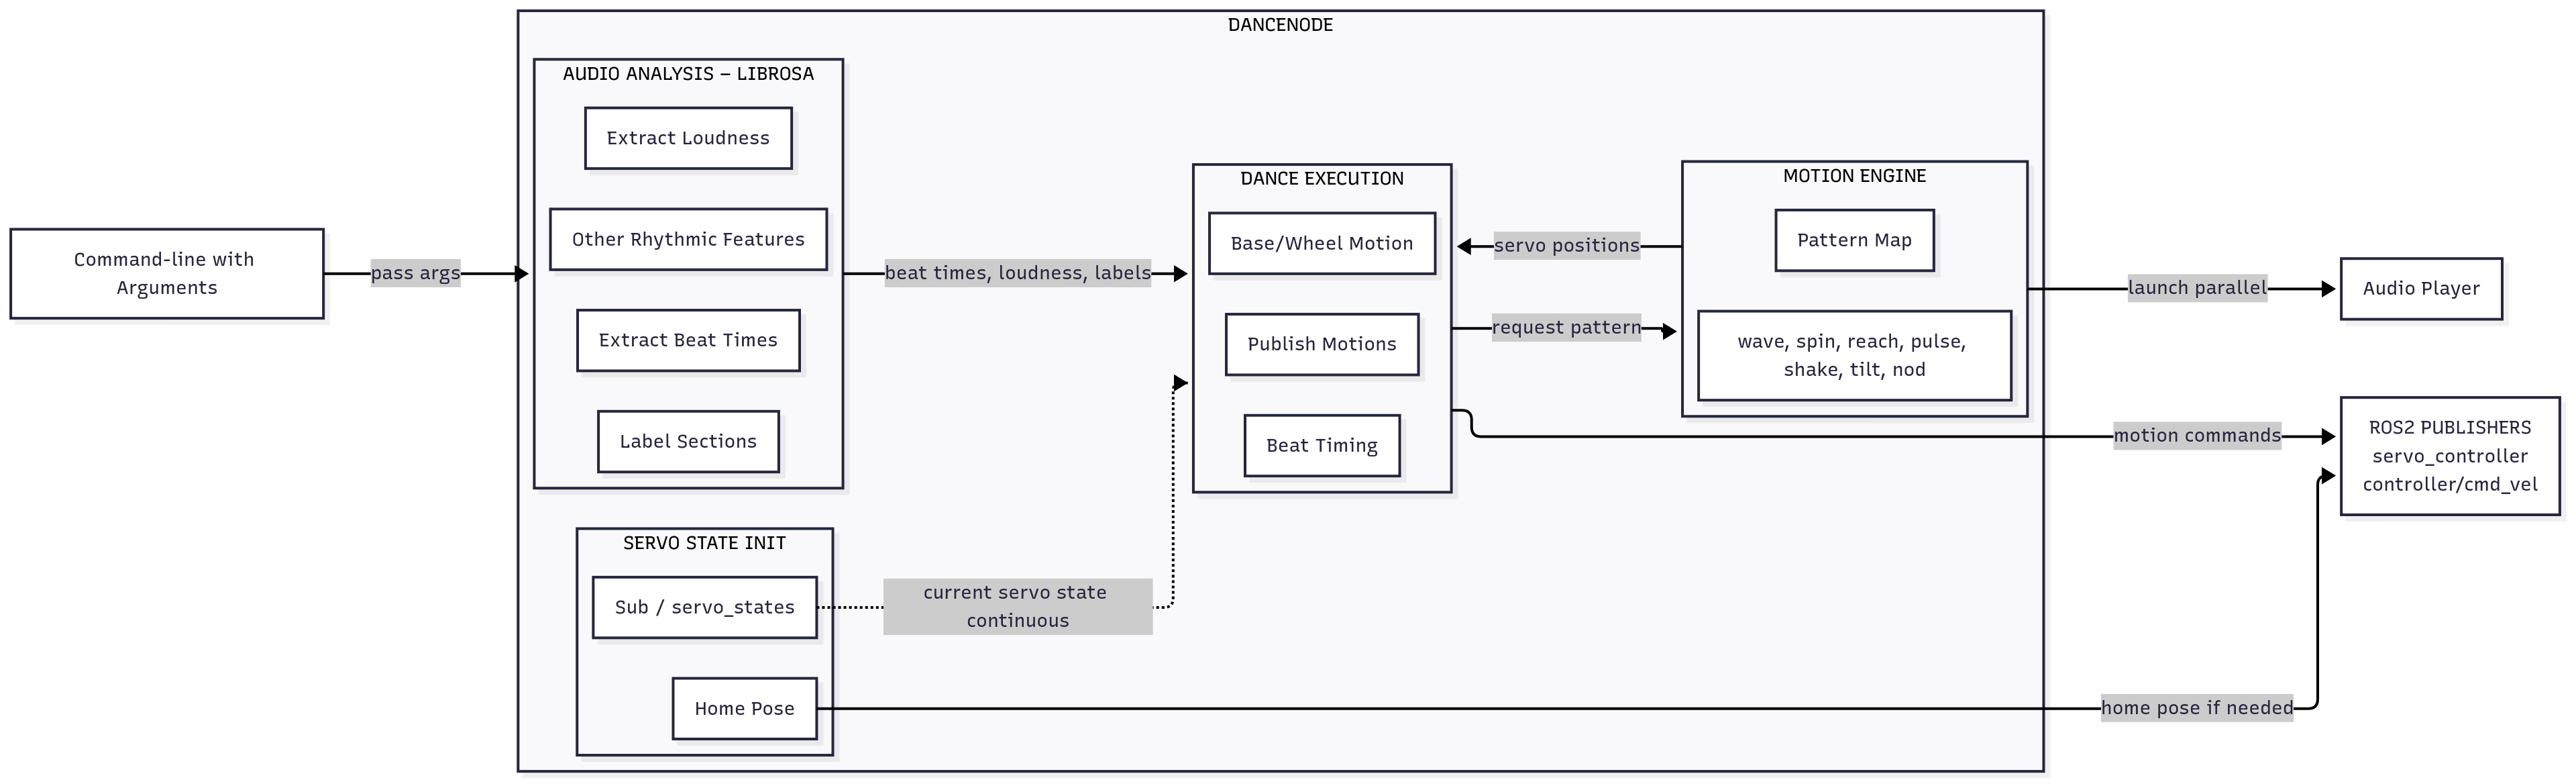 DANCENODE
AUDIO ANALYSIS – LIBROSA
Extract Loudness
Other Rhythmic Features
Extract Beat Times
Label Sections
Command-line with
Arguments
pass args
beat times, loudness, labels
DANCE EXECUTION
Base/Wheel Motion
Publish Motions
Beat Timing
servo positions
request pattern
MOTION ENGINE
Pattern Map
wave, spin, reach, pulse,
shake, tilt, nod
launch parallel
Audio Player
motion commands
ROS2 PUBLISHERS
servo_controller
controller/cmd_vel
SERVO STATE INIT
Sub / servo_states
current servo state
continuous
Home Pose
home pose if needed